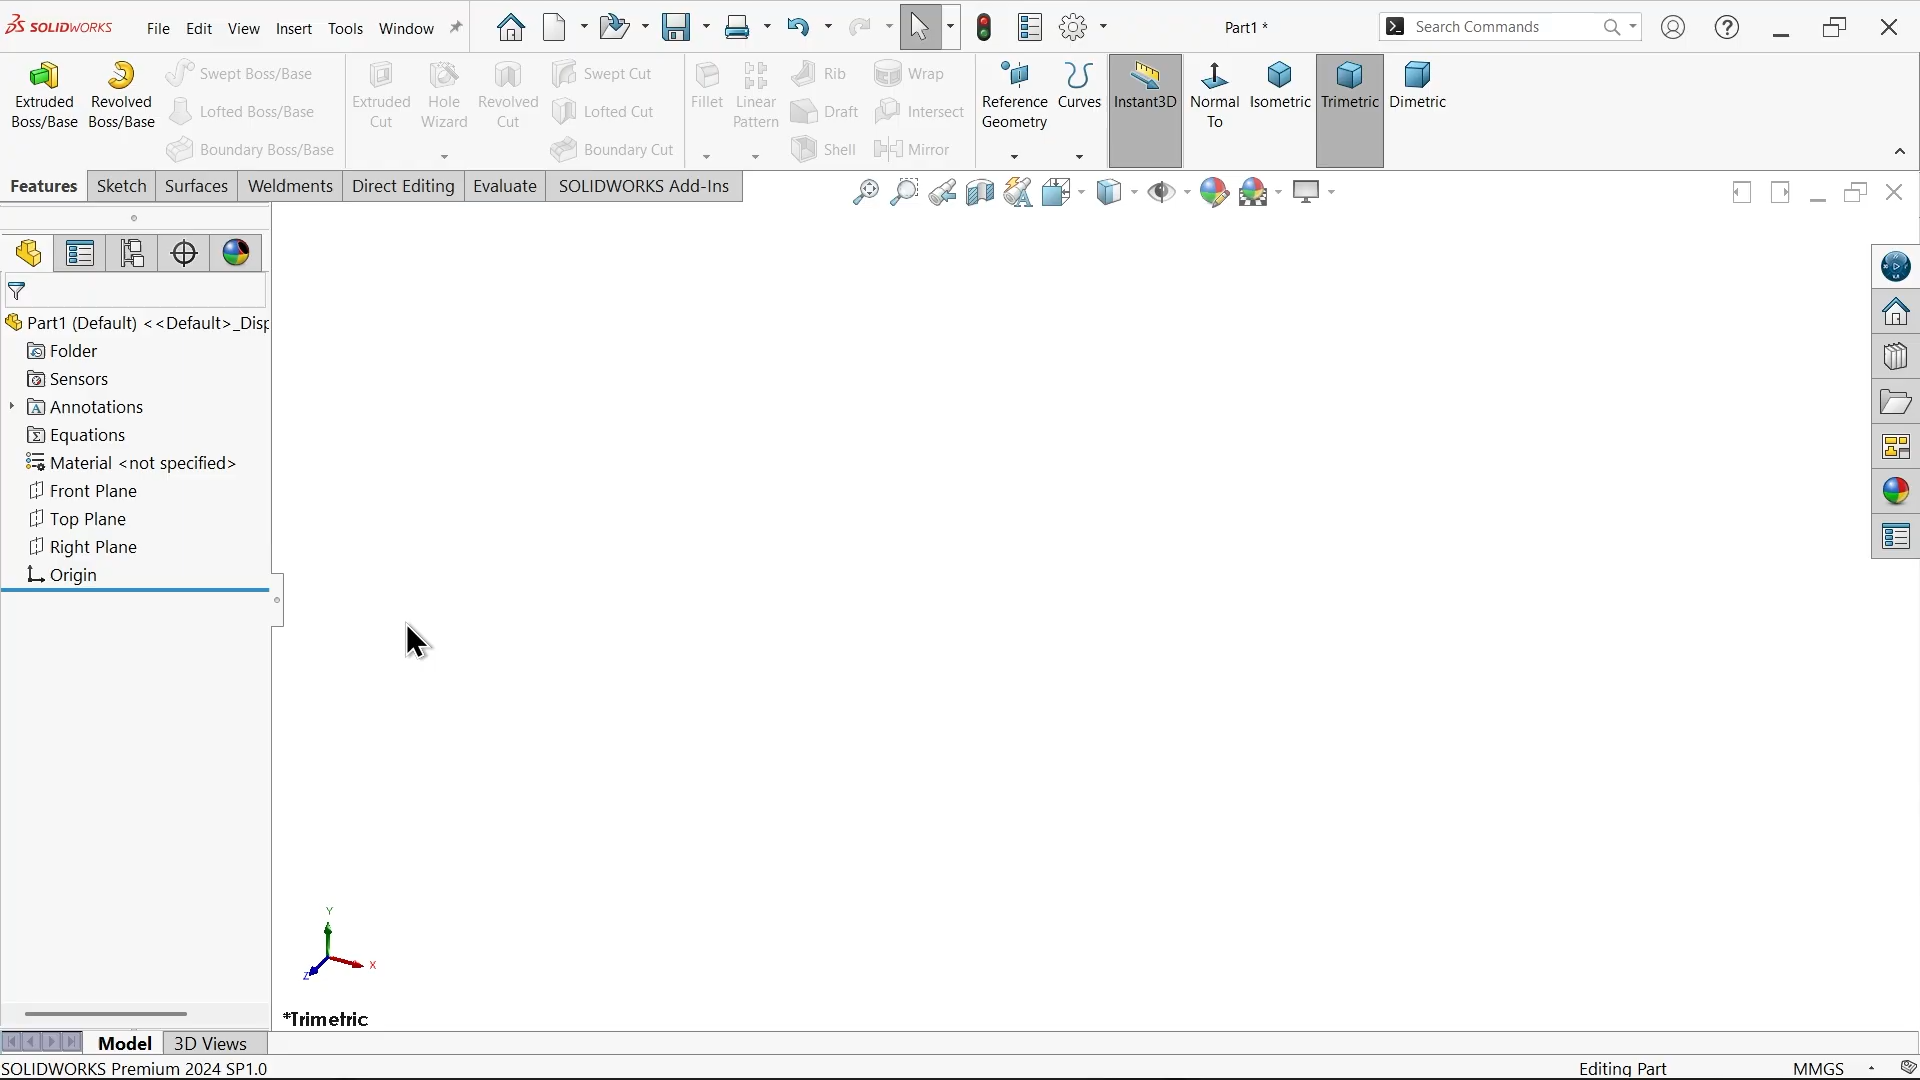 SOLIDWORKS File Edit View Insert Tools Window Part1 * Search Commands
Extruded Boss/Base
Revolved Boss/Base
Swept Boss/Base
Lofted Boss/Base
Boundary Boss/Base
Extruded Cut
Hole Wizard
Revolved Cut
Swept Cut
Lofted Cut
Boundary Cut
Fillet
Linear Pattern
Rib
Draft
Shell
Wrap
Intersect
Mirror
Reference Geometry
Curves
Instant3D
Normal To
Isometric
Trimetric
Dimetric
Features Sketch Surfaces Weldments Direct Editing Evaluate SOLIDWORKS Add-Ins
Part1 (Default) <<Default>_Disp
Folder
Sensors
Annotations
Equations
Material <not specified>
Front Plane
Top Plane
Right Plane
Origin
Y
X
Z
*Trimetric
Model 3D Views
SOLIDWORKS Premium 2024 SP1.0 Editing Part MMGS